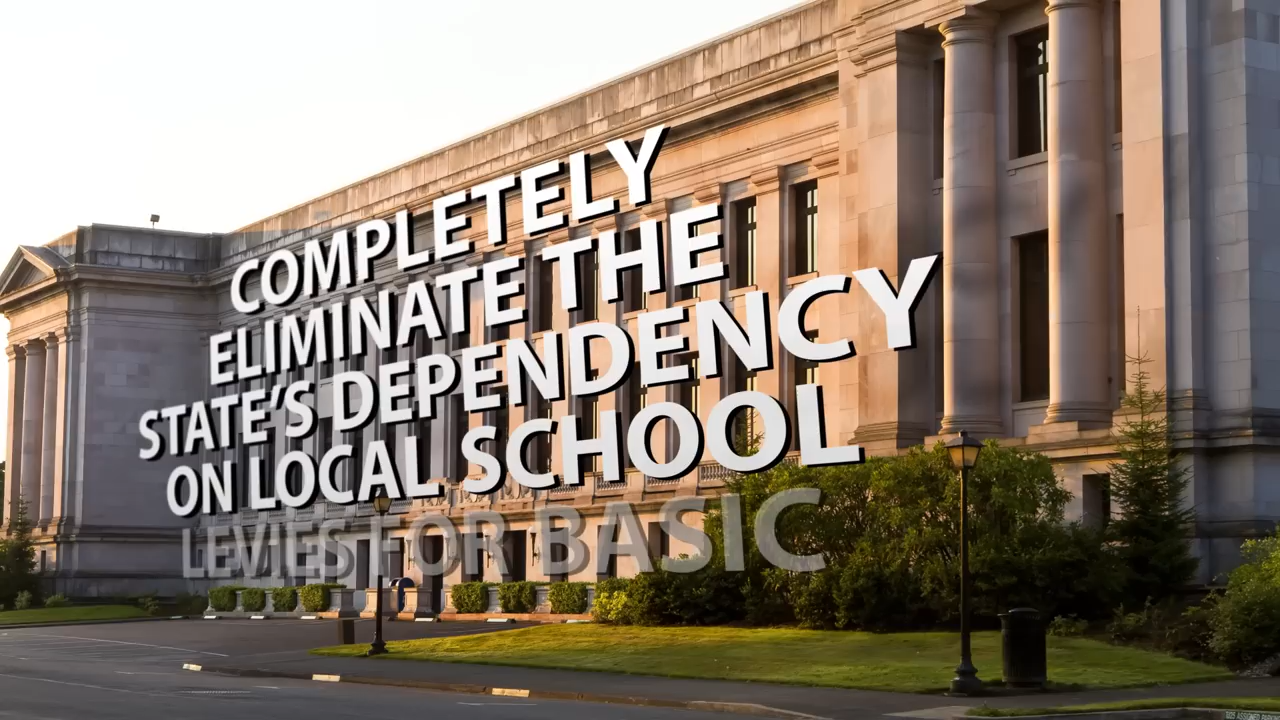 COMPLETELY
ELIMINATE THE
STATE'S DEPENDENCY
ON LOCAL SCHOOL
LEVIES FOR BASIC